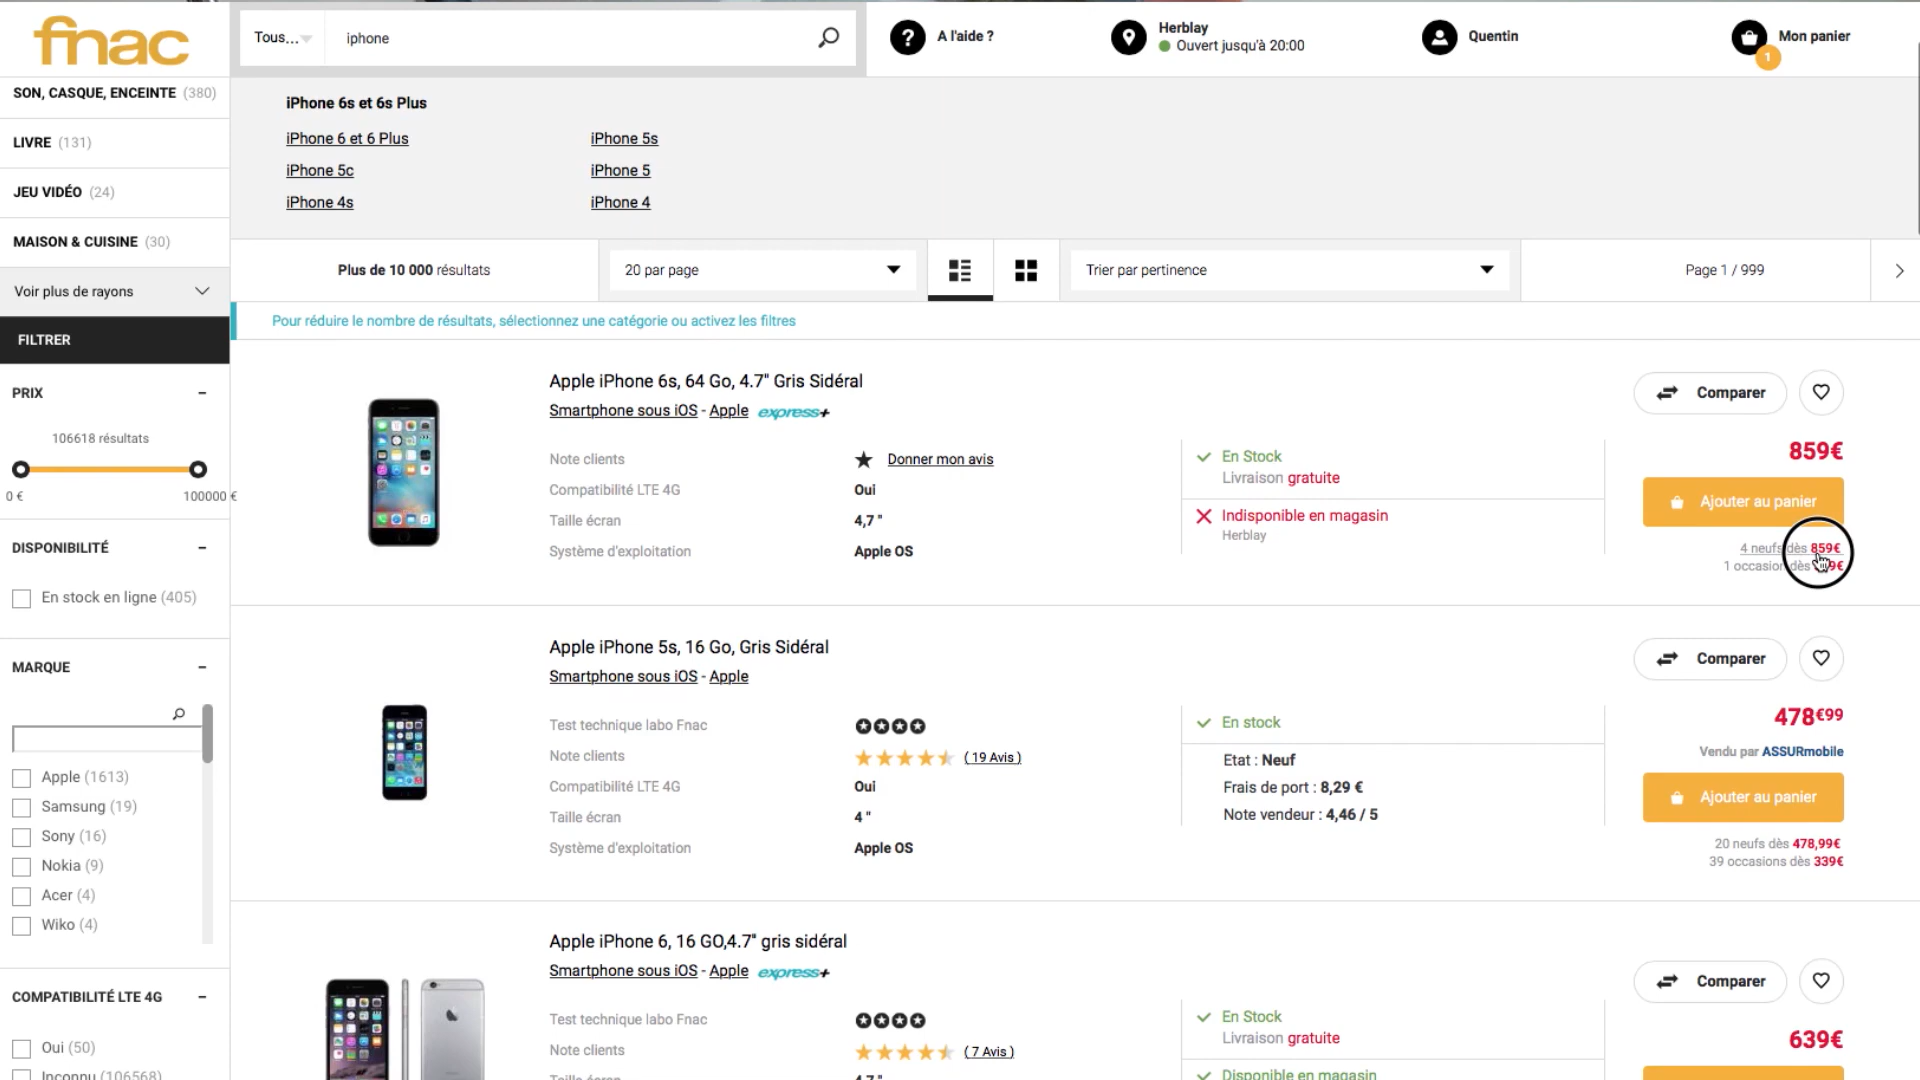 fnac
Tous...
iphone
?
A l'aide ?
Herblay
Ouvert jusqu'à 20:00
Quentin
1
Mon panier
SON, CASQUE, ENCEINTE (380)
LIVRE (131)
JEU VIDÉO (24)
MAISON & CUISINE (30)
Voir plus de rayons
FILTRER
PRIX
106618 résultats
0 €
100000 €
DISPONIBILITÉ
En stock en ligne (405)
MARQUE
Apple (1613)
Samsung (19)
Sony (16)
Nokia (9)
Acer (4)
Wiko (4)
COMPATIBILITÉ LTE 4G
Oui (50)
Inconnu (106568)
iPhone 6s et 6s Plus
iPhone 6 et 6 Plus
iPhone 5s
iPhone 5c
iPhone 5
iPhone 4s
iPhone 4
Plus de 10 000 résultats
20 par page
Trier par pertinence
Page 1 / 999
Pour réduire le nombre de résultats, sélectionnez une catégorie ou activez les filtres
Apple iPhone 6s, 64 Go, 4.7" Gris Sidéral
Smartphone sous iOS - Apple express+
Note clients
Donner mon avis
Compatibilité LTE 4G
Oui
Taille écran
4,7 "
Système d'exploitation
Apple OS
En Stock
Livraison gratuite
Indisponible en magasin
Herblay
Comparer
859€
Ajouter au panier
4 neufs dès 859€
1 occasion dès 9€
Apple iPhone 5s, 16 Go, Gris Sidéral
Smartphone sous iOS - Apple
Test technique labo Fnac
Note clients
( 19 Avis )
Compatibilité LTE 4G
Oui
Taille écran
4 "
Système d'exploitation
Apple OS
En stock
Etat : Neuf
Frais de port : 8,29 €
Note vendeur : 4,46 / 5
Comparer
478€99
Vendu par ASSURmobile
Ajouter au panier
20 neufs dès 478,99€
39 occasions dès 339€
Apple iPhone 6, 16 GO,4.7" gris sidéral
Smartphone sous iOS - Apple express+
Test technique labo Fnac
Note clients
( 7 Avis )
Taille écran
4,7 "
En Stock
Livraison gratuite
Disponible en magasin
Comparer
639€